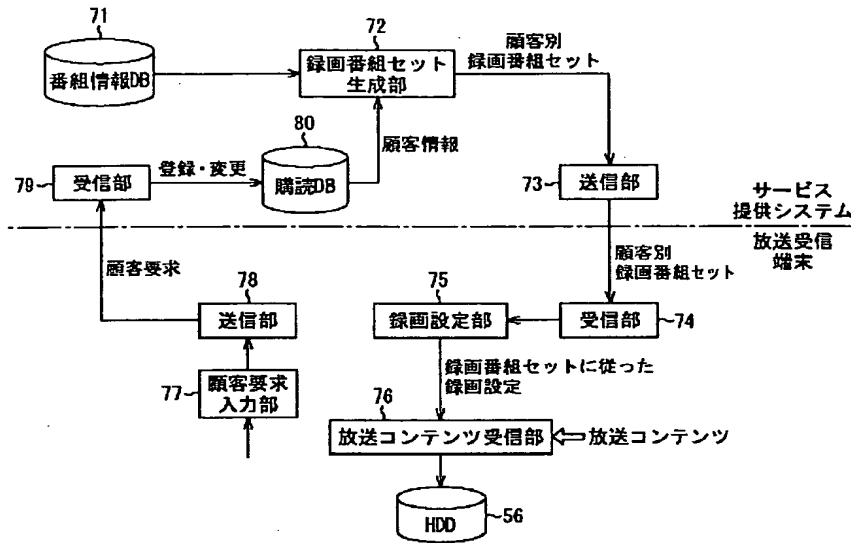 71
番組情報DB
72
録画番組セット
生成部
顧客別
録画番組セット
80
購読DB
顧客情報
登録・変更
79
受信部
73
送信部
サービス
提供システム
放送受信
端末
顧客要求
顧客別
録画番組セット
78
送信部
75
録画設定部
受信部
74
77
顧客要求
入力部
録画番組セットに従った
録画設定
76
放送コンテンツ受信部
放送コンテンツ
HDD
56